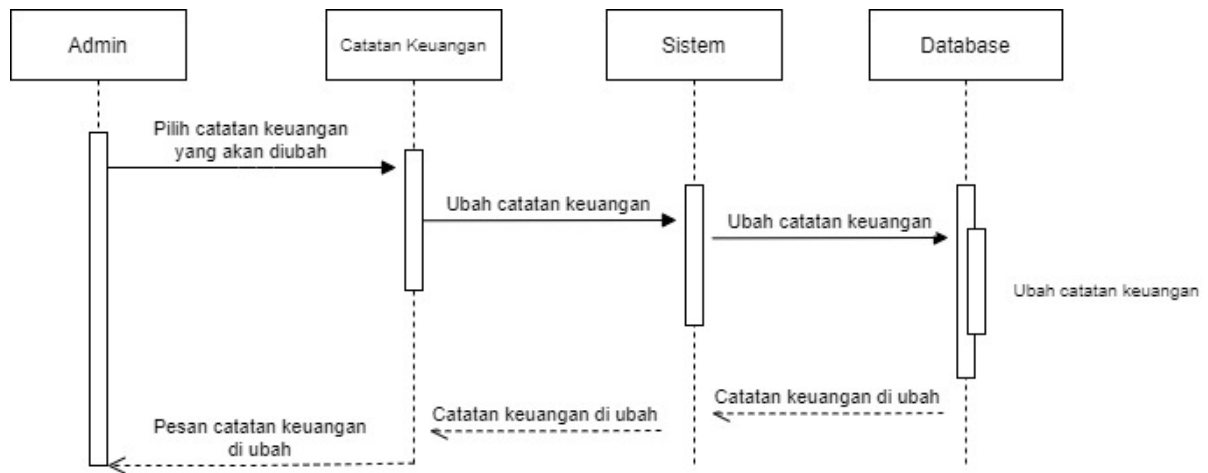 Admin
Catatan Keuangan
Sistem
Database
Pilih catatan keuangan
yang akan diubah
Ubah catatan keuangan
Ubah catatan keuangan
Ubah catatan keuangan
Catatan keuangan di ubah
Catatan keuangan di ubah
Pesan catatan keuangan
di ubah